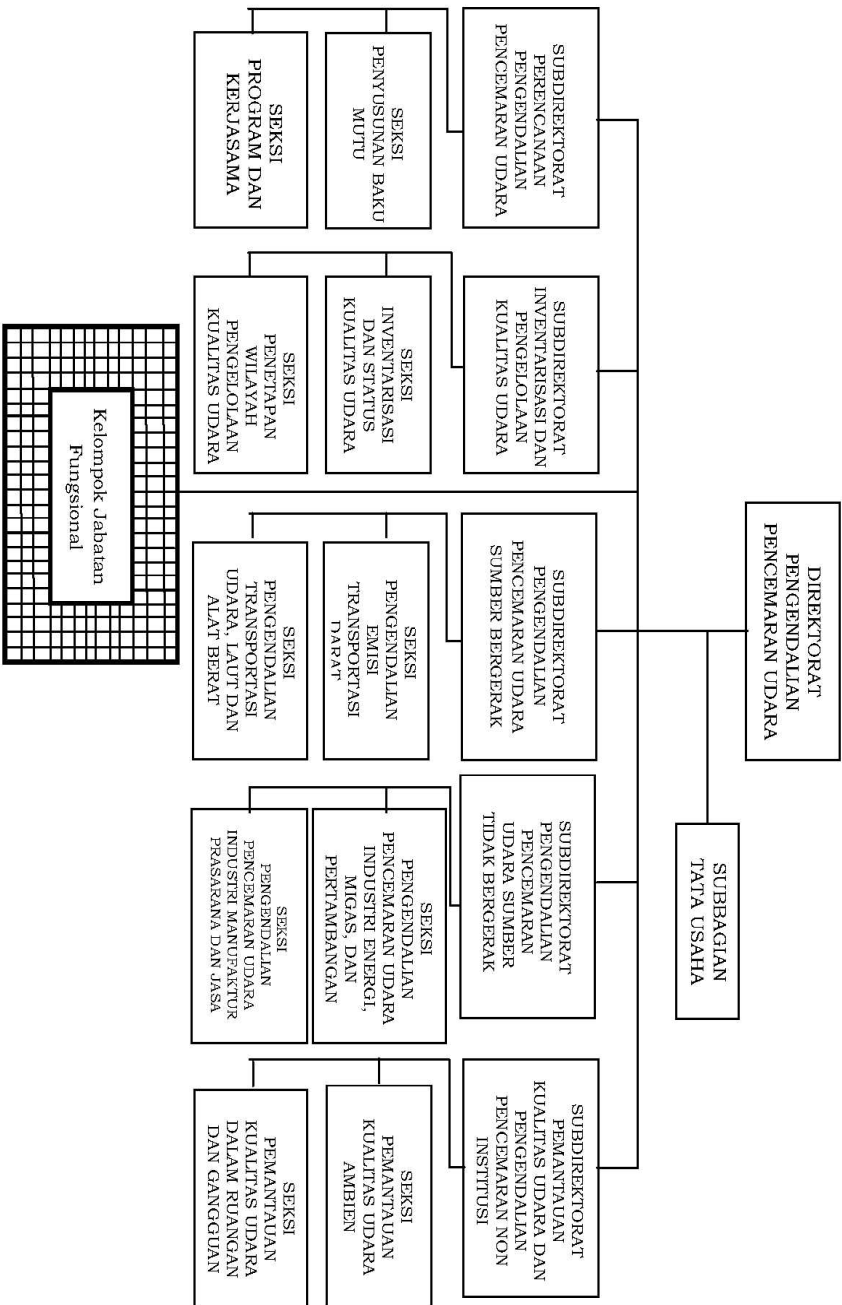 DIREKTORAT
PENGENDALIAN
PENCEMARAN UDARA
SUBBAGIAN
TATA USAHA
SUBDIREKTORAT
PERENCANAAN
PENGENDALIAN
PENCEMARAN UDARA
SUBDIREKTORAT
INVENTARISASI DAN
PENGELOLAAN
KUALITAS UDARA
SUBDIREKTORAT
PENGENDALIAN
PENCEMARAN UDARA
SUMBER BERGERAK
SUBDIREKTORAT
PENGENDALIAN
PENCEMARAN
UDARA SUMBER
TIDAK BERGERAK
SUBDIREKTORAT
PEMANTAUAN
KUALITAS UDARA DAN
PENGENDALIAN
PENCEMARAN NON
INSTITUSI
SEKSI
PENYUSUNAN BAKU
MUTU
SEKSI
INVENTARISASI
DAN STATUS
KUALITAS UDARA
SEKSI
PENGENDALIAN
EMISI
TRANSPORTASI
DARAT
SEKSI
PENGENDALIAN
PENCEMARAN UDARA
INDUSTRI ENERGI,
MIGAS, DAN
PERTAMBANGAN
SEKSI
PEMANTAUAN
KUALITAS UDARA
AMBIEN
SEKSI
PROGRAM DAN
KERJASAMA
SEKSI
PENETAPAN
WILAYAH
PENGELOLAAN
KUALITAS UDARA
SEKSI
PENGENDALIAN
TRANSPORTASI
UDARA, LAUT DAN
ALAT BERAT
SEKSI
PENGENDALIAN
PENCEMARAN UDARA
INDUSTRI MANUFAKTUR
PRASARANA DAN JASA
SEKSI
PEMANTAUAN
KUALITAS UDARA
DALAM RUANGAN
DAN GANGGUAN
Kelompok Jabatan
Fungsional